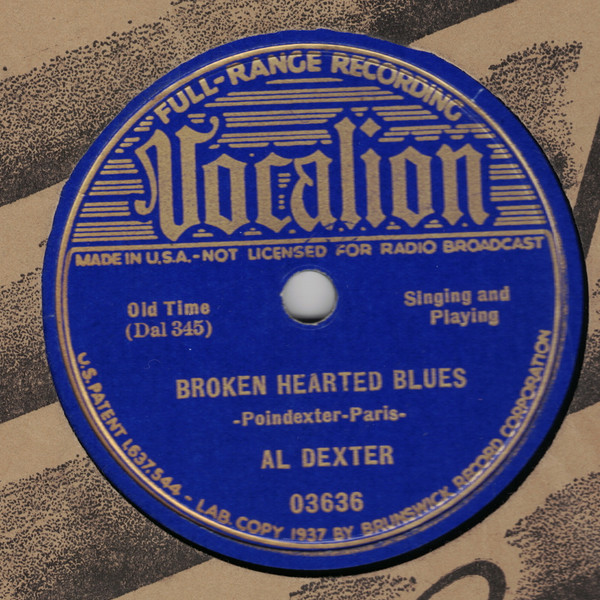 FULL-RANGE RECORDING
Vocalion
MADE IN U.S.A.-NOT LICENSED FOR RADIO BROADCAST
Old Time
(Dal 345)
Singing and
Playing
BROKEN HEARTED BLUES
-Poindexter-Paris-
AL DEXTER
03636
U.S. PATENT 1,637,544 - LAB. COPY. 1937 BY BRUNSWICK RECORD CORPORATION